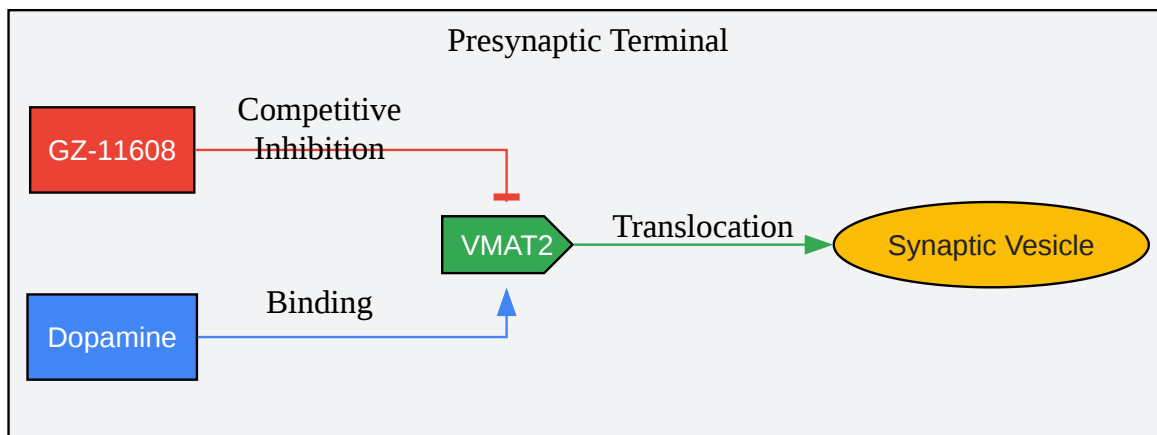 Presynaptic Terminal
Competitive
Inhibition
GZ-11608
VMAT2
Translocation
Synaptic Vesicle
Binding
Dopamine